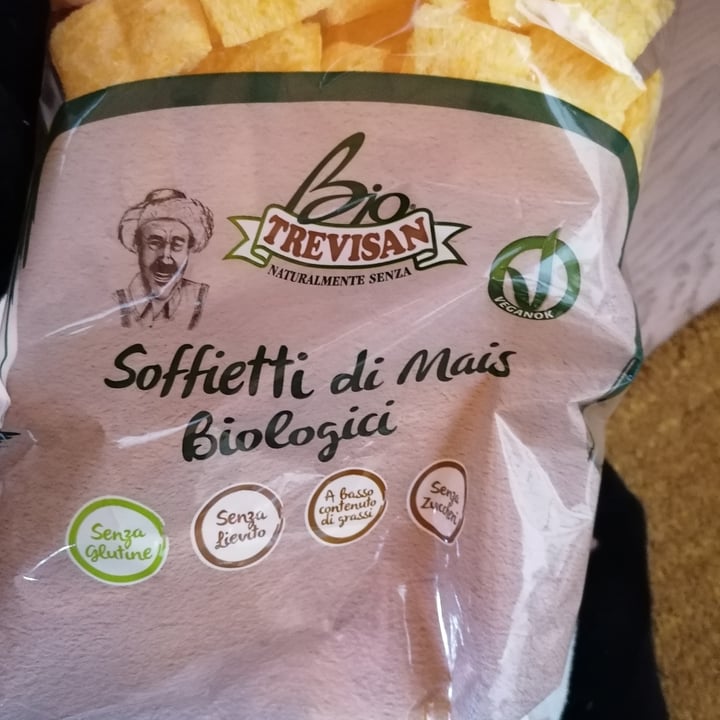 Bio
TREVISAN
NATURALMENTE SENZA
VEGANOK
Soffietti di Mais
Biologici
Senza
Glutine
Senza
Lievito
A basso
contenuto
di grassi
Senza
Zuccheri